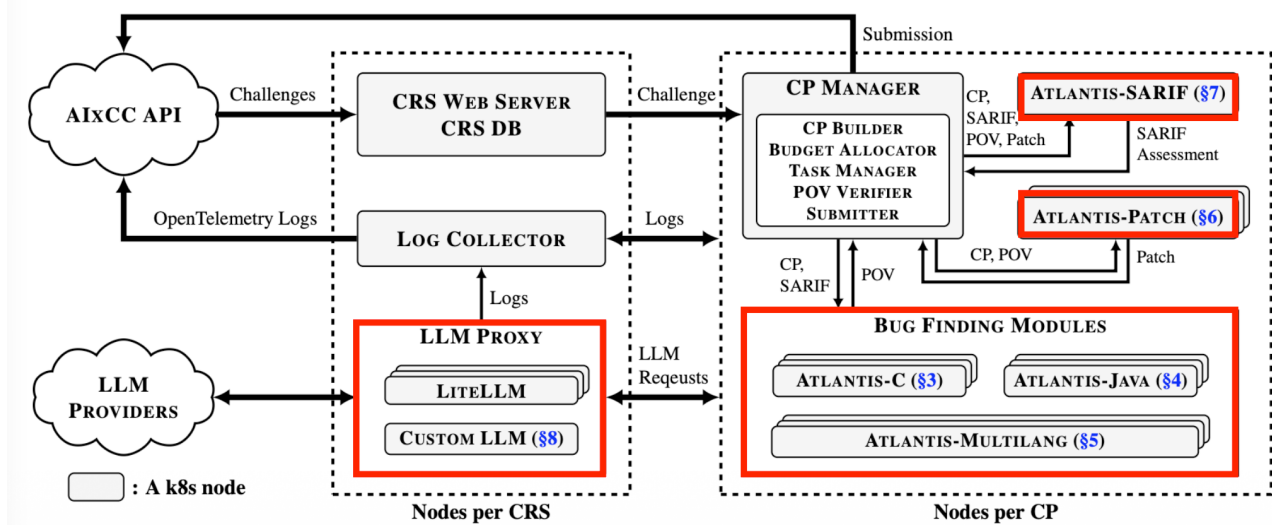 Submission
AIxCC API
Challenges
CRS Web Server
CRS DB
Challenge
CP Manager
CP Builder
Budget Allocator
Task Manager
POV Verifier
Submitter
CP,
SARIF,
POV, Patch
Atlantis-SARIF (§7)
SARIF
Assessment
OpenTelemetry Logs
Log Collector
Logs
Atlantis-Patch (§6)
CP, POV
Patch
CP,
SARIF
POV
Logs
LLM
Providers
LLM Proxy
LiteLLM
Custom LLM (§8)
LLM
Reqeusts
Bug Finding Modules
Atlantis-C (§3)
Atlantis-Java (§4)
Atlantis-Multilang (§5)
: A k8s node
Nodes per CRS
Nodes per CP